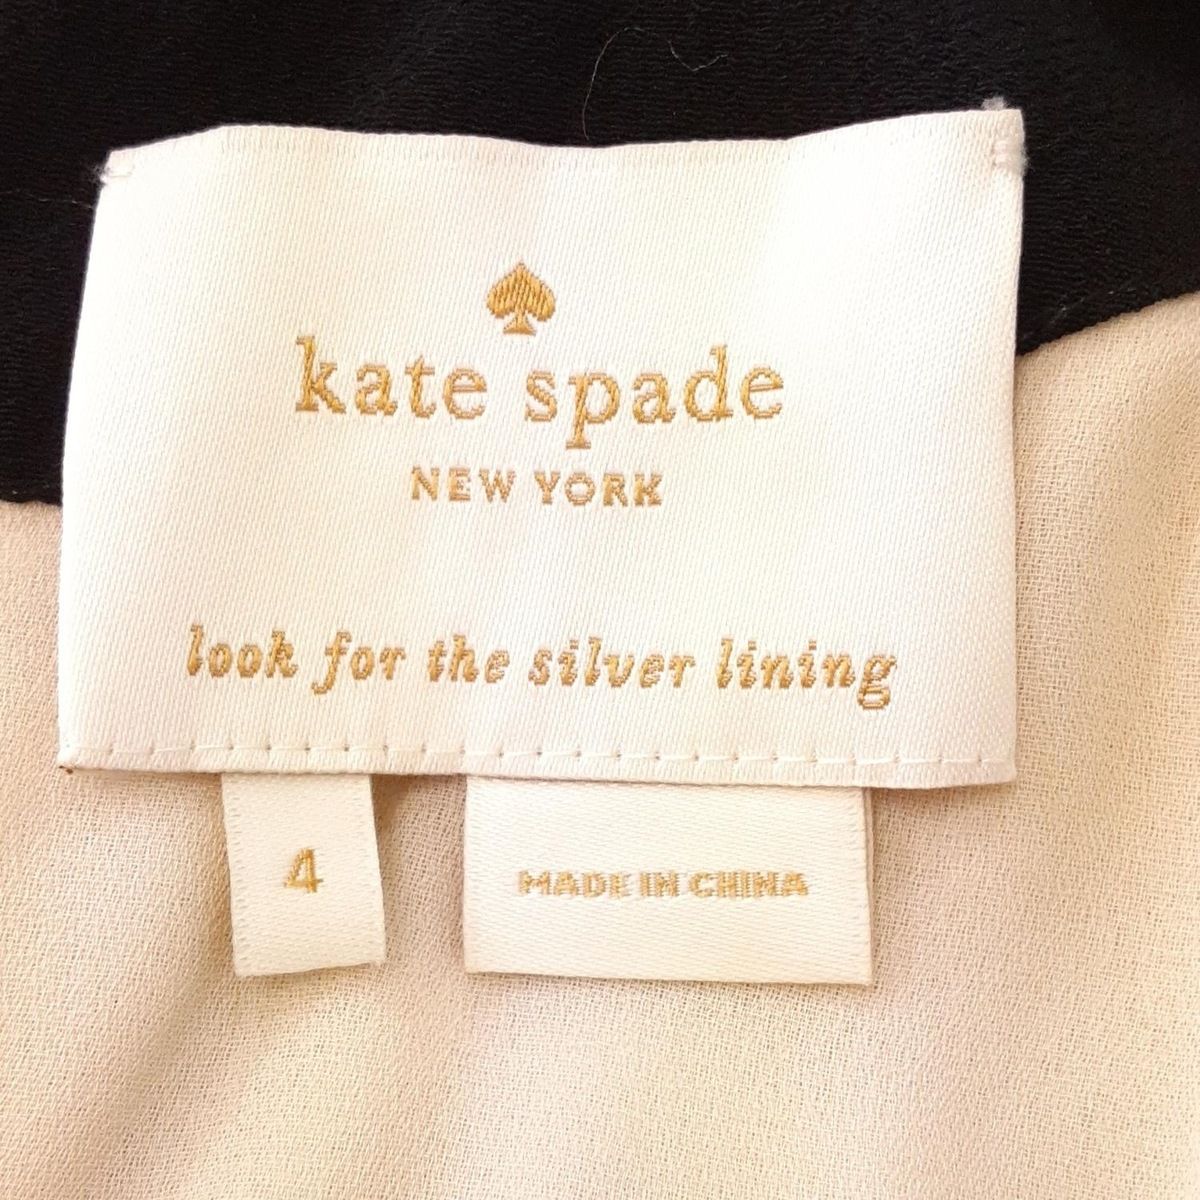 kate spade
NEW YORK
look for the silver lining
4
MADE IN CHINA